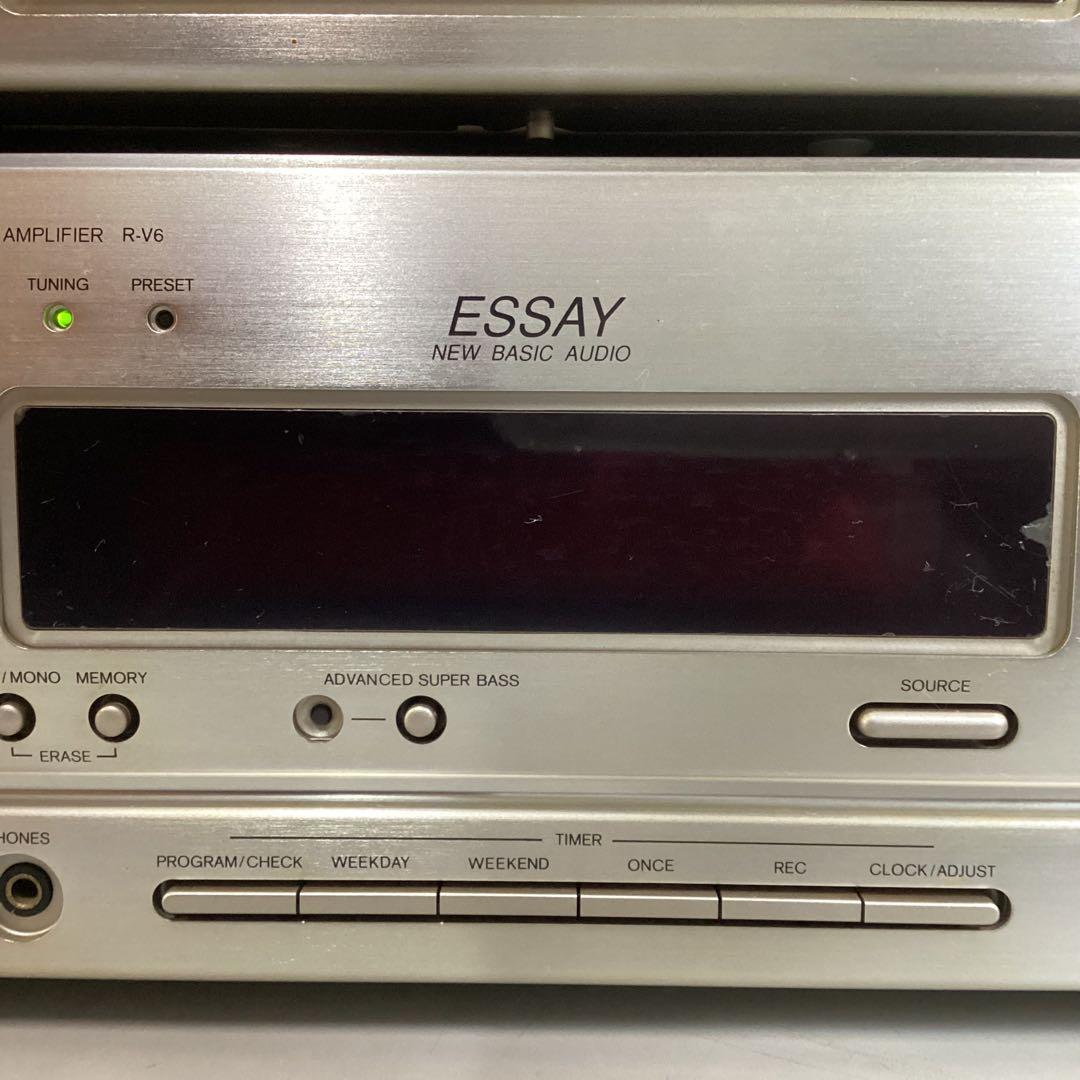 AMPLIFIER R-V6
TUNING PRESET
ESSAY
NEW BASIC AUDIO
/MONO MEMORY
ERASE
ADVANCED SUPER BASS
SOURCE
HONES
TIMER
PROGRAM/CHECK WEEKDAY WEEKEND ONCE REC CLOCK/ADJUST